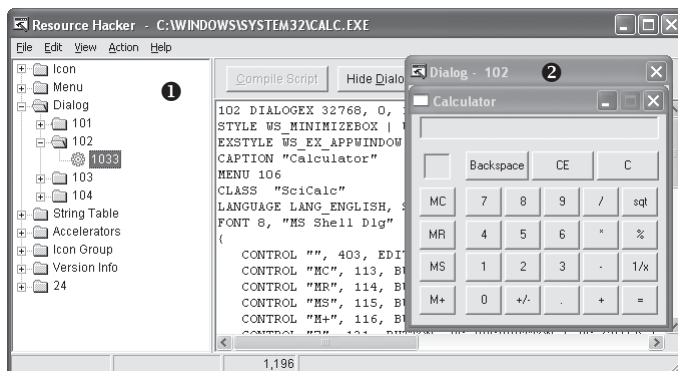 Resource Hacker - C:\WINDOWS\SYSTEM32\CALC.EXE
File Edit View Action Help
Icon
Menu
Dialog
101
102
1033
103
104
String Table
Accelerators
Icon Group
Version Info
24
❶
Compile Script
Hide Dialo
102 DIALOGEX 32768, 0,
STYLE WS_MINIMIZEBOX |
EXSTYLE WS_EX_APPWINDOW
CAPTION "Calculator"
MENU 106
CLASS "SciCalc"
LANGUAGE LANG_ENGLISH,
FONT 8, "MS Shell Dlg"
{
CONTROL "", 403, EDI
CONTROL "MC", 113, BU
CONTROL "MR", 114, BU
CONTROL "MS", 115, BU
CONTROL "M+", 116, BU
Dialog - 102
❷
Calculator
Backspace CE C
MC 7 8 9 / sqt
MR 4 5 6 * %
MS 1 2 3 - 1/x
M+ 0 +/- . + =
1,196